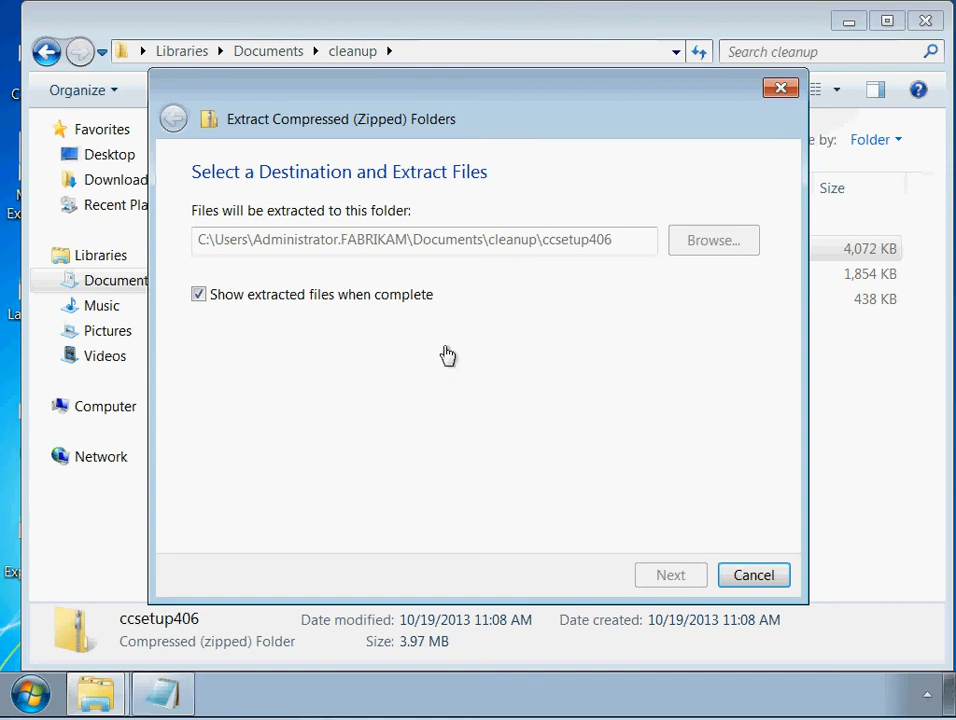 Libraries Documents cleanup
Search cleanup
Organize
Extract Compressed (Zipped) Folders
Favorites
Desktop
Download
Recent Pla
Libraries
Document
Music
Pictures
Videos
Computer
Network
Select a Destination and Extract Files
Files will be extracted to this folder:
C:\Users\Administrator.FABRIKAM\Documents\cleanup\ccsetup406
Browse...
Show extracted files when complete
Next
Cancel
e by: Folder
Size
4,072 KB
1,854 KB
438 KB
ccsetup406
Compressed (zipped) Folder
Date modified: 10/19/2013 11:08 AM
Size: 3.97 MB
Date created: 10/19/2013 11:08 AM